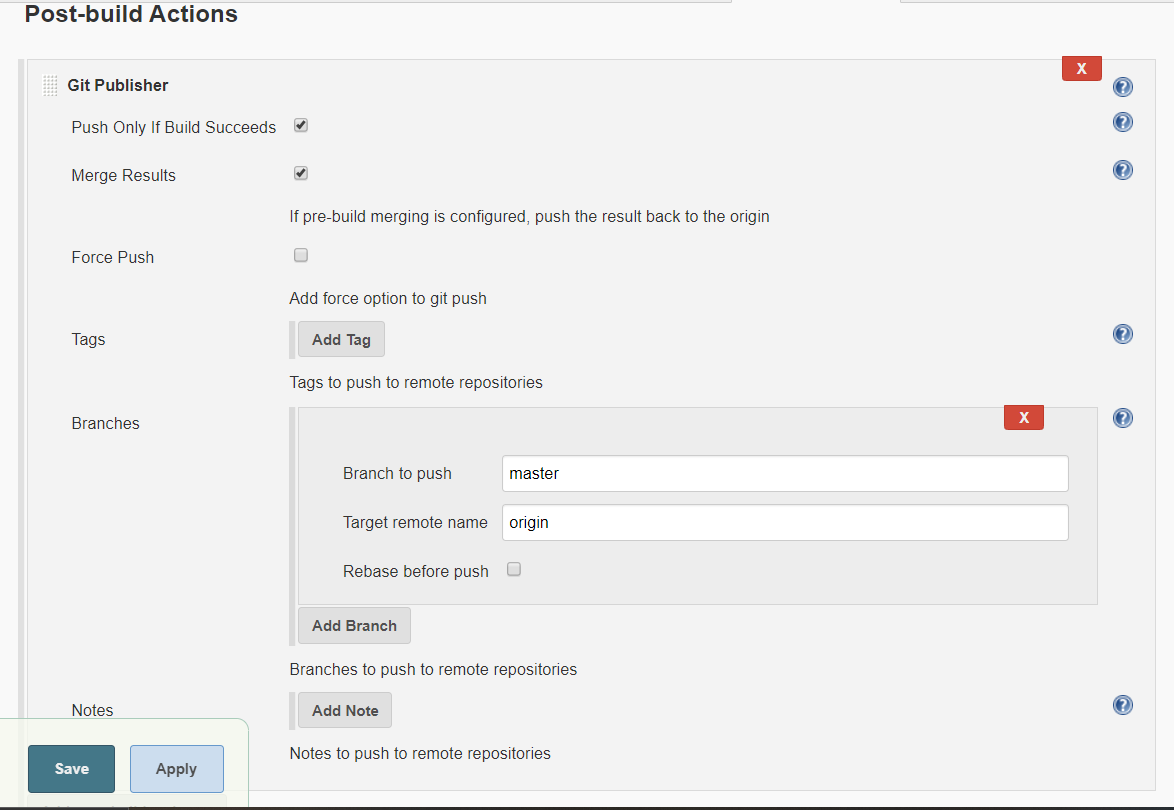 Post-build Actions
X
Git Publisher
?
Push Only If Build Succeeds
?
Merge Results
?
If pre-build merging is configured, push the result back to the origin
Force Push
Add force option to git push
Tags
Add Tag
?
Tags to push to remote repositories
Branches
X
?
Branch to push
master
Target remote name
origin
Rebase before push
Add Branch
Branches to push to remote repositories
Notes
Add Note
?
Notes to push to remote repositories
Save
Apply